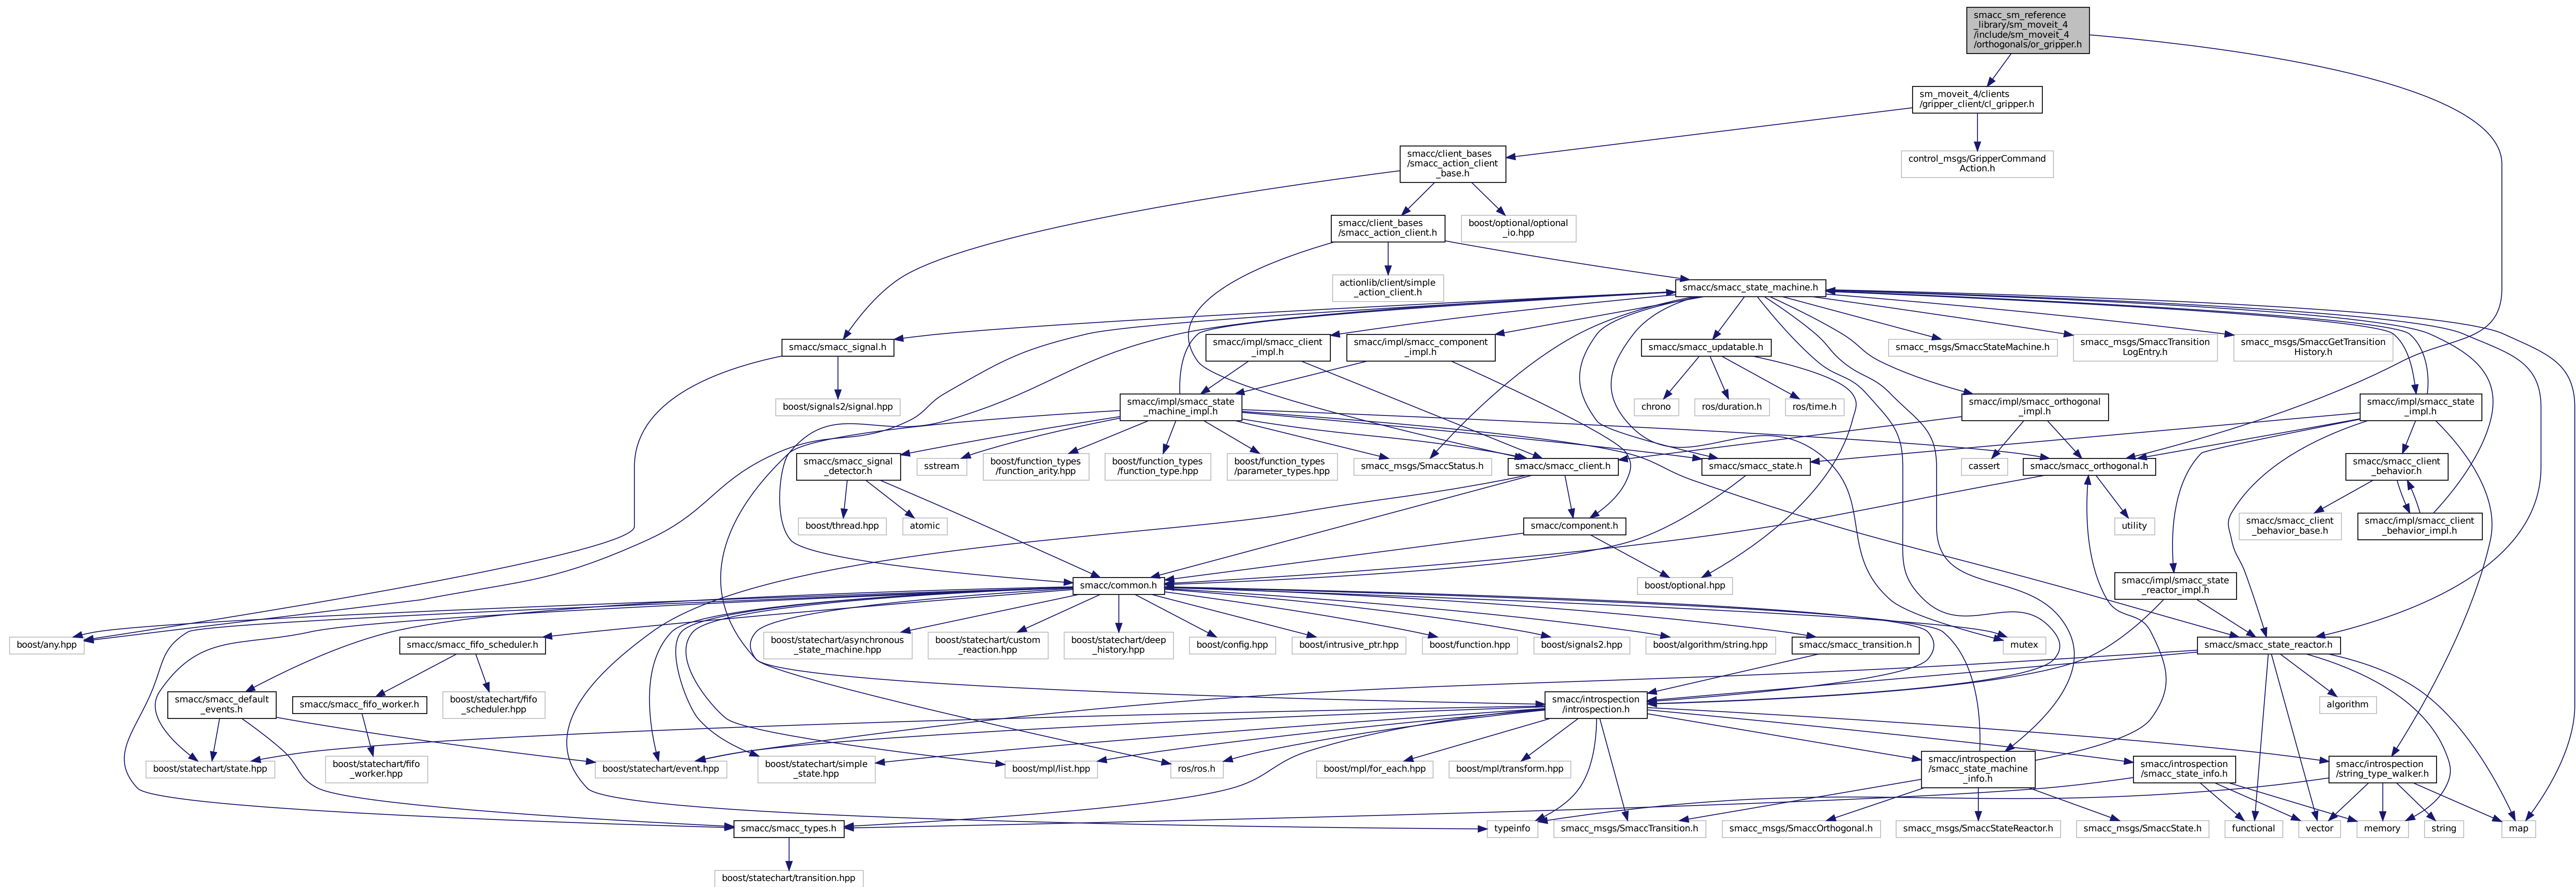 smacc_sm_reference
_library/sm_moveit_4
/include/sm_moveit_4
/orthogonals/or_gripper.h
sm_moveit_4/clients
/gripper_client/cl_gripper.h
smacc/client_bases
/smacc_action_client
_base.h
control_msgs/GripperCommand
Action.h
smacc/client_bases
/smacc_action_client.h
boost/optional/optional
_io.hpp
actionlib/client/simple
_action_client.h
smacc/smacc_state_machine.h
smacc/smacc_signal.h
smacc/impl/smacc_client
_impl.h
smacc/impl/smacc_component
_impl.h
smacc/smacc_updatable.h
smacc_msgs/SmaccStateMachine.h
smacc_msgs/SmaccTransition
LogEntry.h
smacc_msgs/SmaccGetTransition
History.h
boost/signals2/signal.hpp
smacc/impl/smacc_state
_machine_impl.h
chrono
ros/duration.h
ros/time.h
smacc/impl/smacc_orthogonal
_impl.h
smacc/impl/smacc_state
_impl.h
smacc/smacc_signal
_detector.h
sstream
boost/function_types
/function_arity.hpp
boost/function_types
/function_type.hpp
boost/function_types
/parameter_types.hpp
smacc_msgs/SmaccStatus.h
smacc/smacc_client.h
smacc/smacc_state.h
cassert
smacc/smacc_orthogonal.h
smacc/smacc_client
_behavior.h
boost/thread.hpp
atomic
smacc/component.h
utility
smacc/smacc_client
_behavior_base.h
smacc/impl/smacc_client
_behavior_impl.h
smacc/common.h
boost/optional.hpp
smacc/impl/smacc_state
_reactor_impl.h
boost/any.hpp
smacc/smacc_fifo_scheduler.h
boost/statechart/asynchronous
_state_machine.hpp
boost/statechart/custom
_reaction.hpp
boost/statechart/deep
_history.hpp
boost/config.hpp
boost/intrusive_ptr.hpp
boost/function.hpp
boost/signals2.hpp
boost/algorithm/string.hpp
smacc/smacc_transition.h
mutex
smacc/smacc_state_reactor.h
smacc/smacc_default
_events.h
smacc/smacc_fifo_worker.h
boost/statechart/fifo
_scheduler.hpp
smacc/introspection
/introspection.h
algorithm
boost/statechart/state.hpp
boost/statechart/fifo
_worker.hpp
boost/statechart/event.hpp
boost/statechart/simple
_state.hpp
boost/mpl/list.hpp
ros/ros.h
boost/mpl/for_each.hpp
boost/mpl/transform.hpp
smacc/introspection
/smacc_state_machine
_info.h
smacc/introspection
/smacc_state_info.h
smacc/introspection
/string_type_walker.h
smacc/smacc_types.h
typeinfo
smacc_msgs/SmaccTransition.h
smacc_msgs/SmaccOrthogonal.h
smacc_msgs/SmaccStateReactor.h
smacc_msgs/SmaccState.h
functional
vector
memory
string
map
boost/statechart/transition.hpp